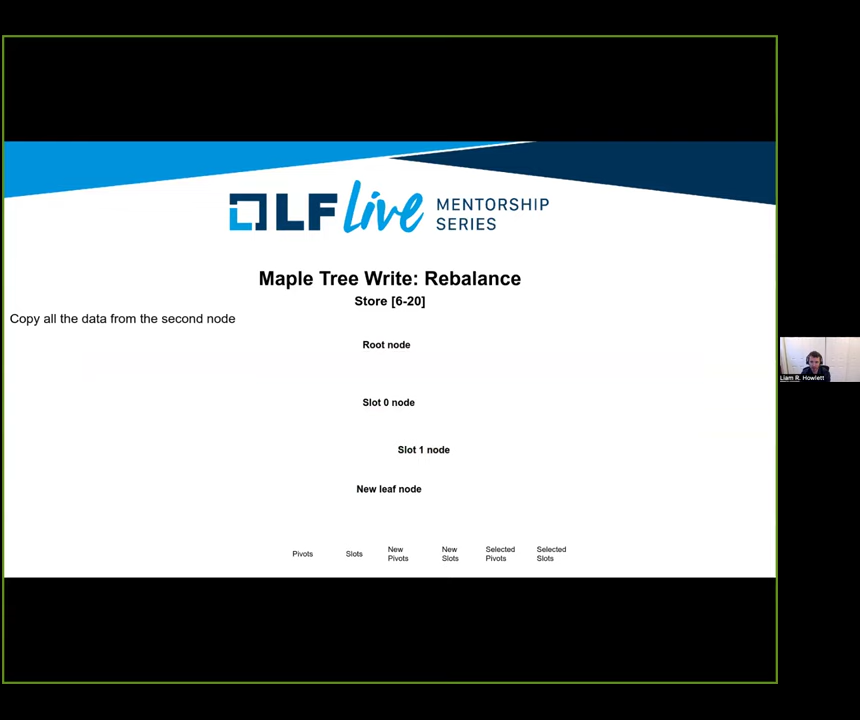 LF Live MENTORSHIP
SERIES
Maple Tree Write: Rebalance
Store [6-20]
Copy all the data from the second node
Root node
Slot 0 node
Slot 1 node
New leaf node
Pivots Slots New Pivots New Slots Selected Pivots Selected Slots
Liam R. Howlett